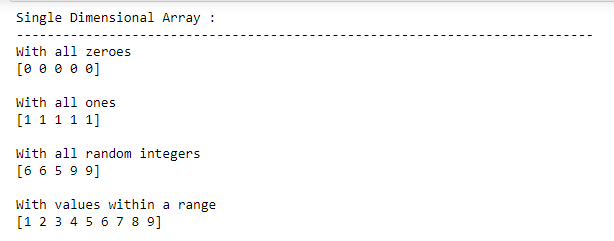 Single Dimensional Array :
--------------------------------------------------------------------------
With all zeroes
[0 0 0 0 0]
With all ones
[1 1 1 1 1]
With all random integers
[6 6 5 9 9]
With values within a range
[1 2 3 4 5 6 7 8 9]